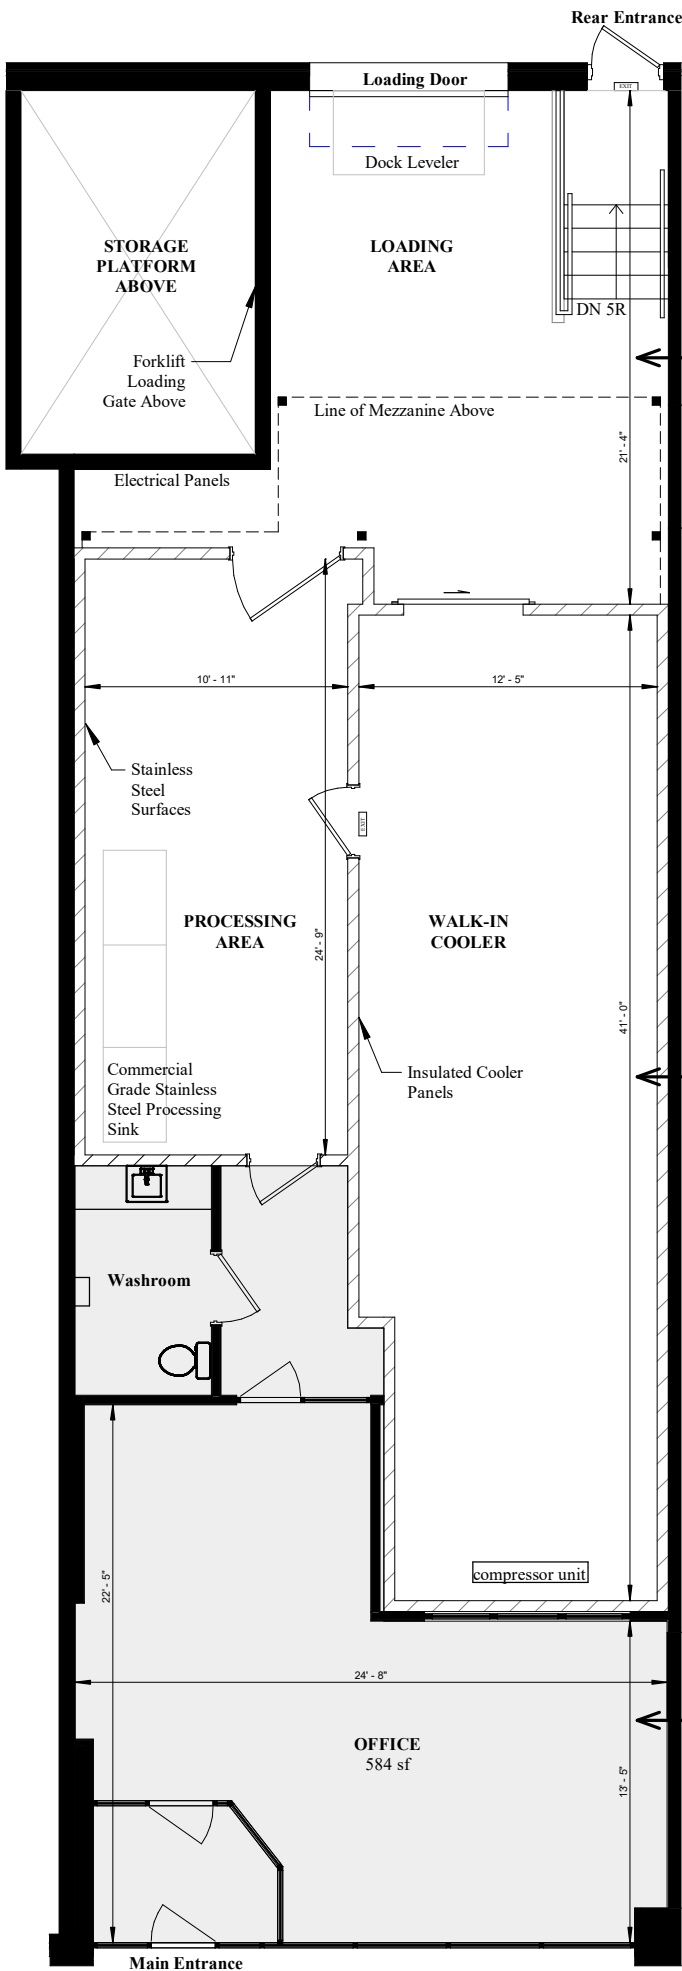 Rear Entrance
Loading Door
EXIT
Dock Leveler
STORAGE
PLATFORM
ABOVE
LOADING
AREA
DN 5R
Forklift
Loading
Gate Above
Line of Mezzanine Above
21' - 4"
Electrical Panels
10' - 11"
12' - 5"
Stainless
Steel
Surfaces
EXIT
PROCESSING
AREA
24' - 9"
WALK-IN
COOLER
41' - 0"
Commercial
Grade Stainless
Steel Processing
Sink
Insulated Cooler
Panels
Washroom
compressor unit
22' - 5"
24' - 8"
OFFICE
584 sf
13' - 5"
Main Entrance